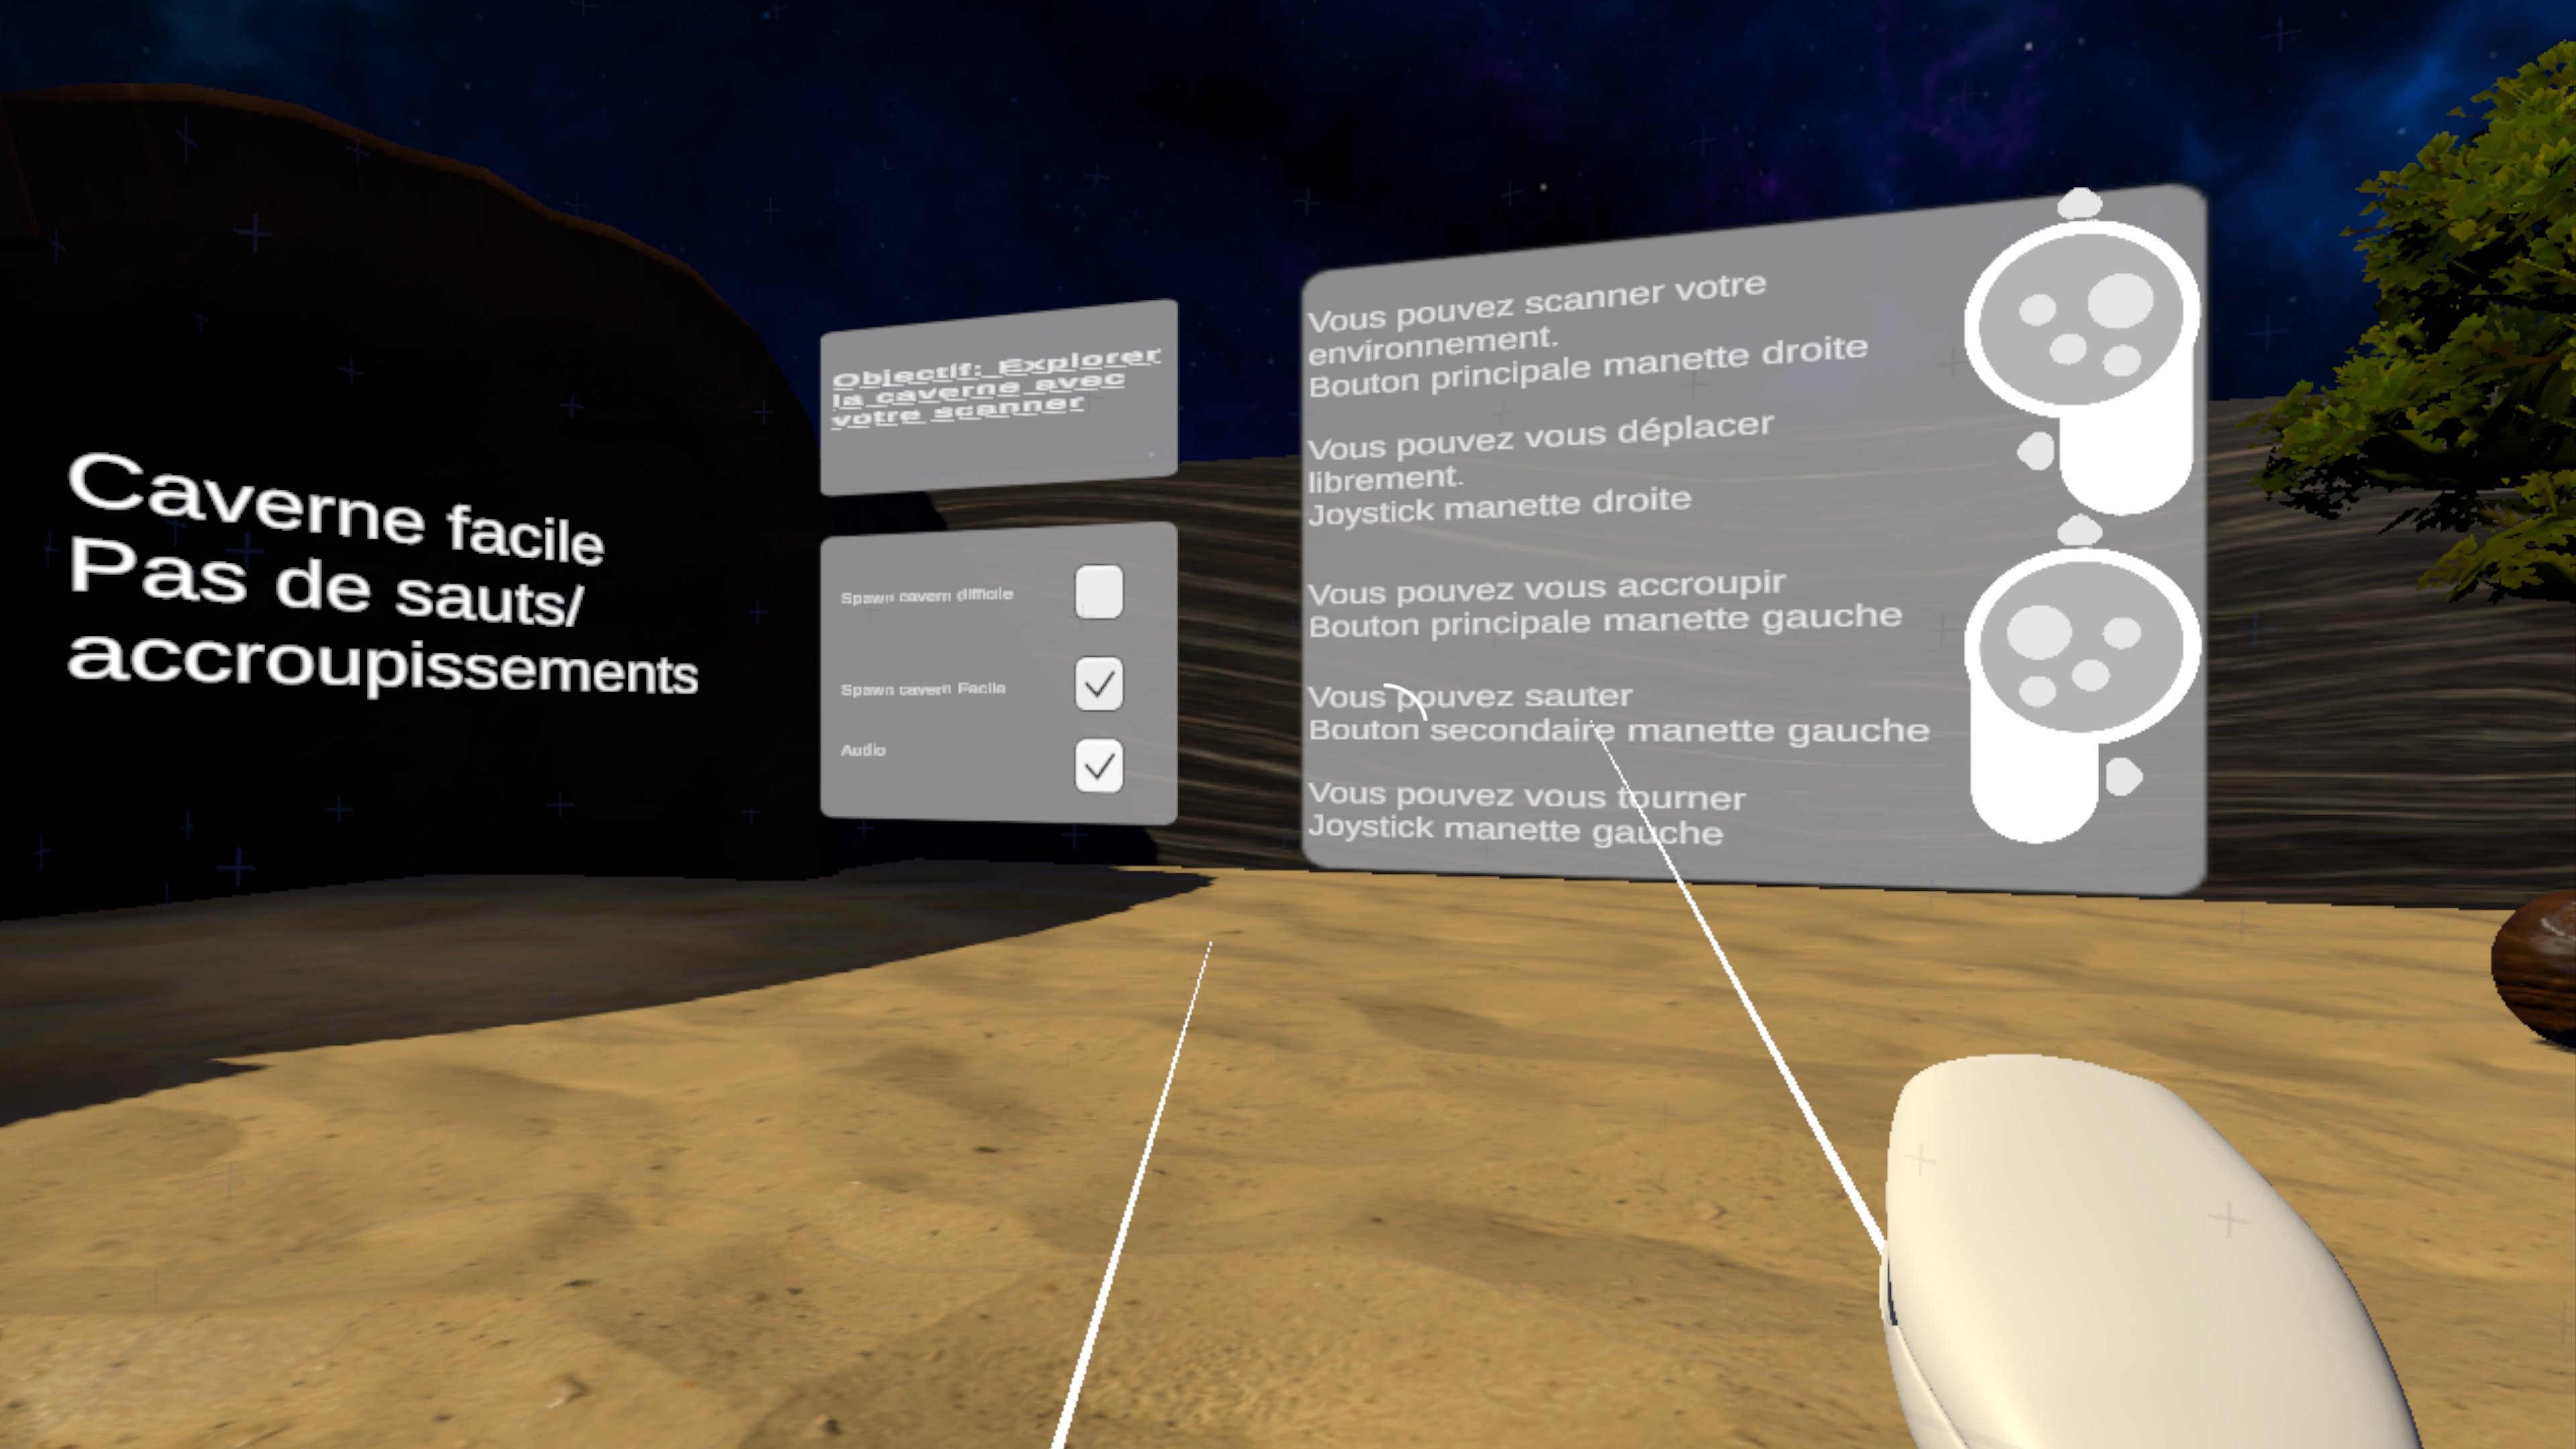 Caverne facile
Pas de sauts/
accroupissements
Objectif: Explorer
la caverne avec
votre scanner
Spawn cavern difficile
Spawn cavern Facile
Audio
Vous pouvez scanner votre
environnement.
Bouton principale manette droite
Vous pouvez vous déplacer
librement.
Joystick manette droite
Vous pouvez vous accroupir
Bouton principale manette gauche
Vous pouvez sauter
Bouton secondaire manette gauche
Vous pouvez vous tourner
Joystick manette gauche